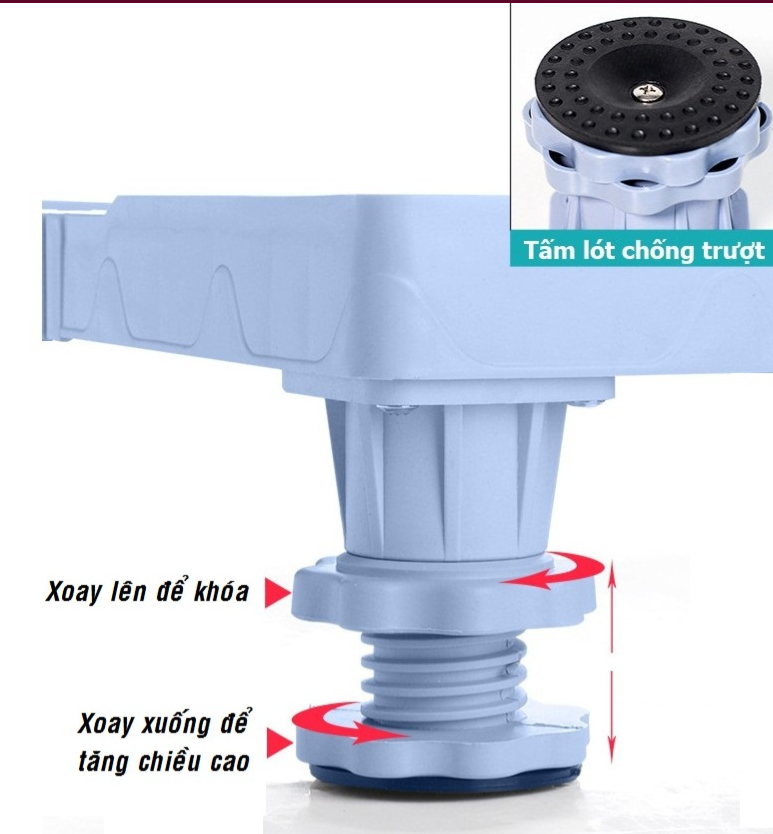 Tấm lót chống trượt
Xoay lên để khóa
Xoay xuống để
tăng chiều cao